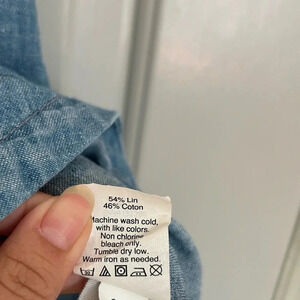 54% Lin
46% Coton
Machine wash cold,
with like colors.
Non chlorine
bleach only.
Tumble dry low.
Warm iron as needed.